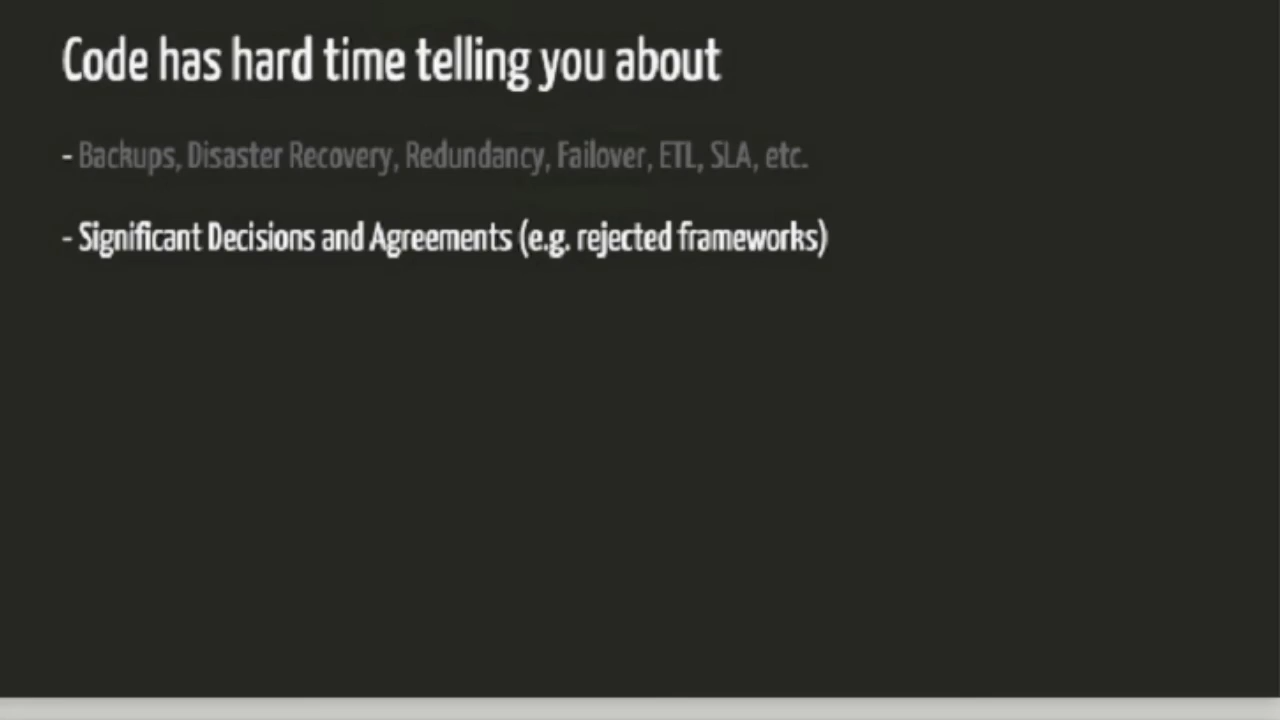 Code has hard time telling you about
- Backups, Disaster Recovery, Redundancy, Failover, ETL, SLA, etc.
- Significant Decisions and Agreements (e.g. rejected frameworks)